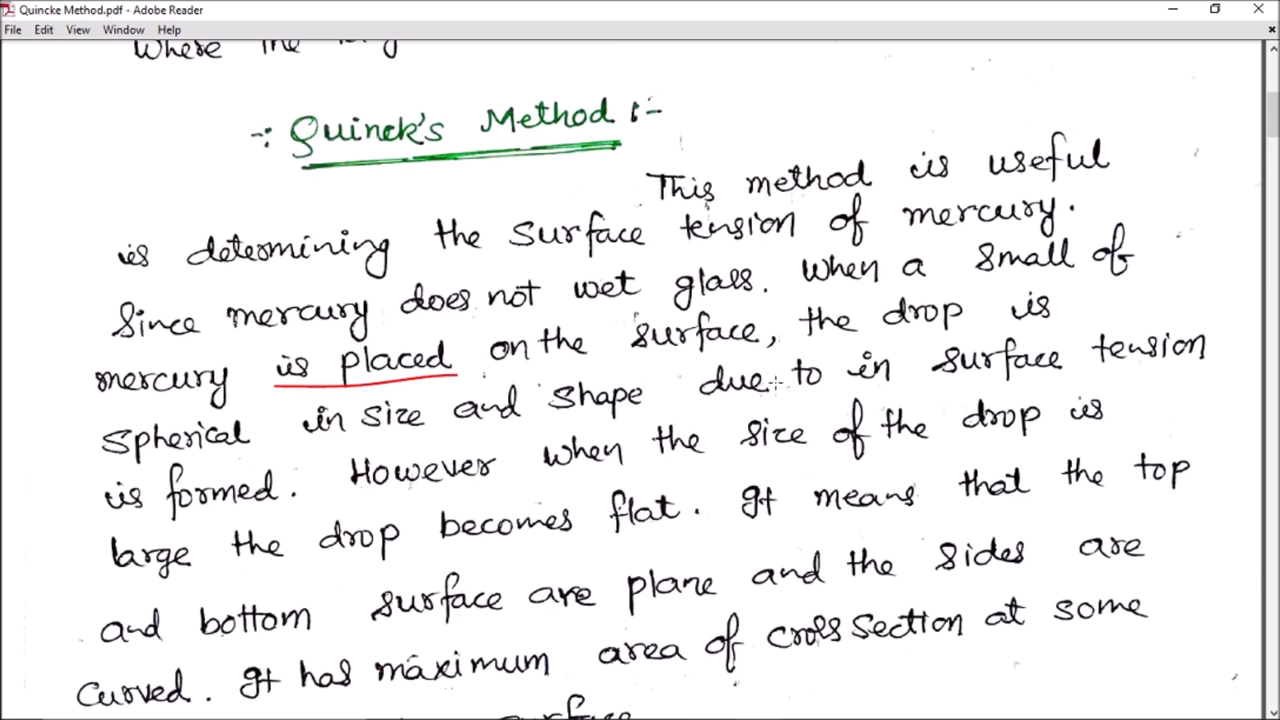 Quincke Method.pdf - Adobe Reader
File Edit View Window Help
Where the
-: Quinck's Method :-
This method is useful
is determining the surface tension of mercury.
Since mercury does not wet glass. When a small of
mercury is placed on the surface, the drop is
spherical in size and shape due to in surface tension
is formed. However when the size of the drop is
large the drop becomes flat. It means that the top
and bottom surface are plane and the sides are
curved. It has maximum area of cross section at some
surface